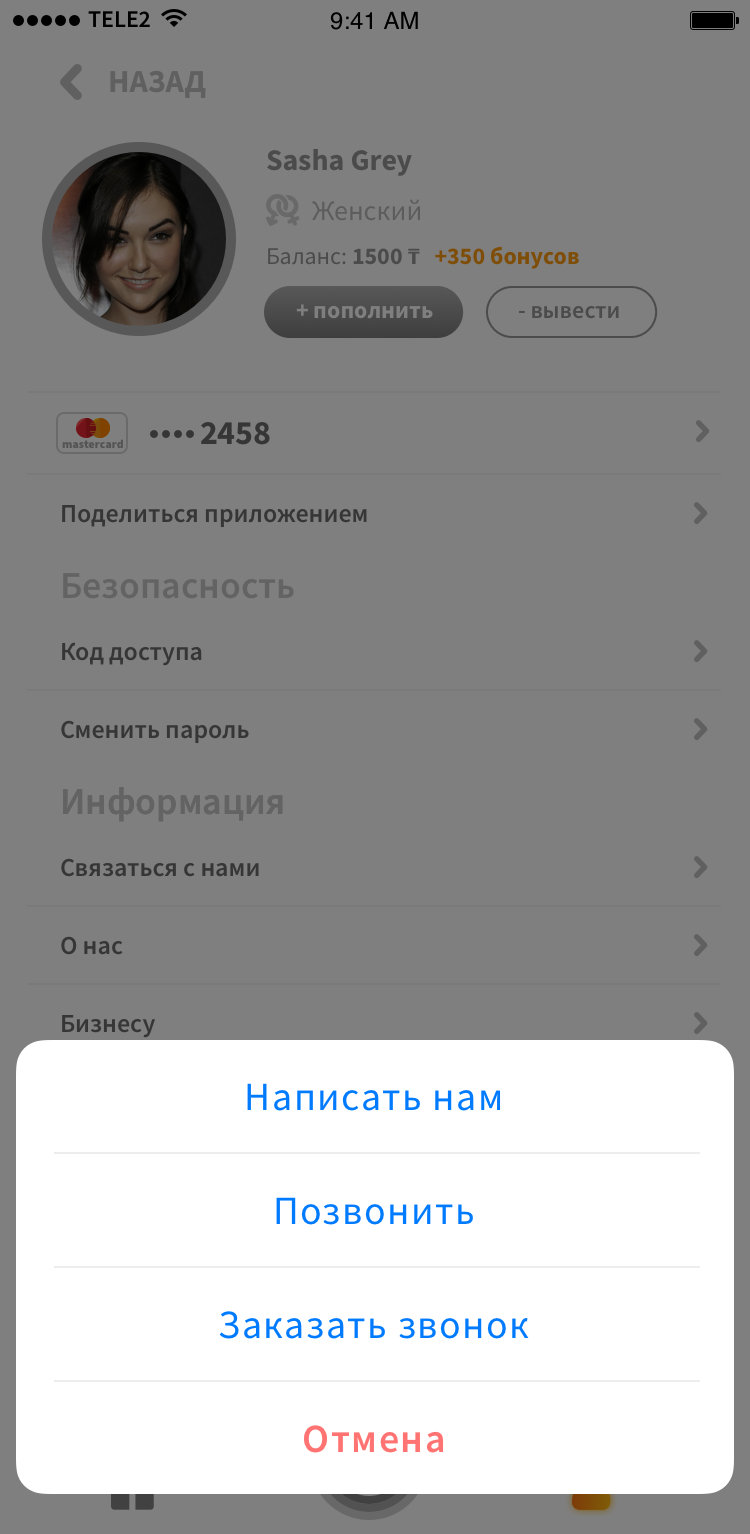 TELE2 9:41 AM
НАЗАД
Sasha Grey
Женский
Баланс: 1500 ₸ +350 бонусов
+ пополнить - вывести
mastercard •••• 2458
Поделиться приложением
Безопасность
Код доступа
Сменить пароль
Информация
Связаться с нами
О нас
Бизнесу
Написать нам
Позвонить
Заказать звонок
Отмена